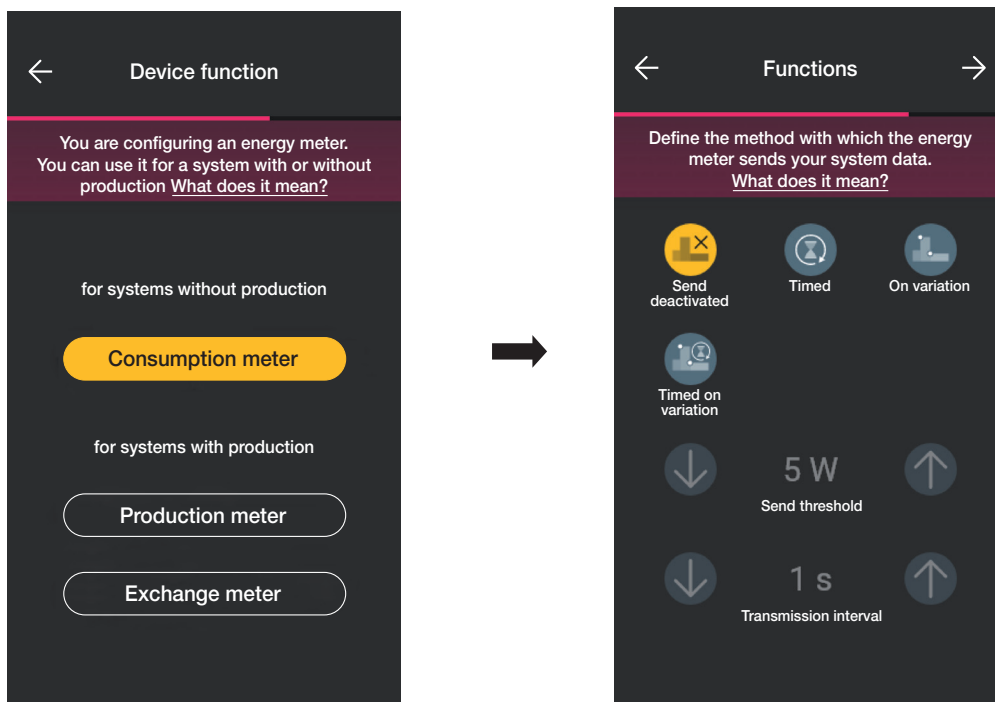 Device function
You are configuring an energy meter.
You can use it for a system with or without
production What does it mean?
for systems without production
Consumption meter
for systems with production
Production meter
Exchange meter
Functions
Define the method with which the energy
meter sends your system data.
What does it mean?
Send
deactivated
Timed
On variation
Timed on
variation
5 W
Send threshold
1 s
Transmission interval